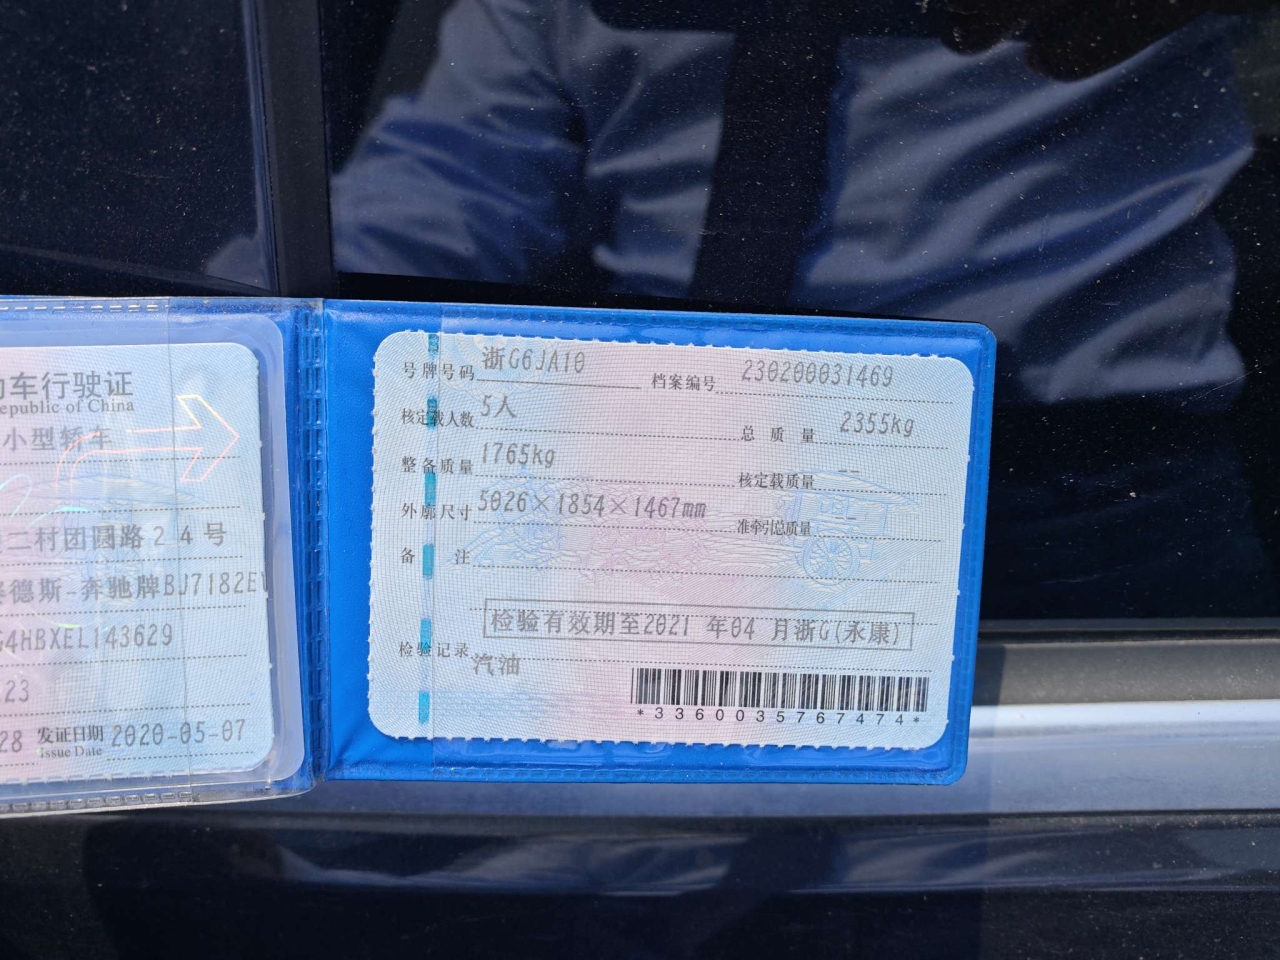 车行驶证
epublic of China
小型轿车
二村团圆路24号
德斯-奔驰牌BJ7182E
4HBXEL143629
23
28 发证日期 2020-05-07
Issue Date
号牌号码 浙G6JA10 档案编号 230200031469
核定载人数 5人 总质量 2355kg
整备质量 1765kg 核定载质量 --
外廓尺寸 5026×1854×1467mm 准牵引总质量 --
备注
检验有效期至2021 年04 月浙G(永康)
检验记录 汽油
*3360035767474*